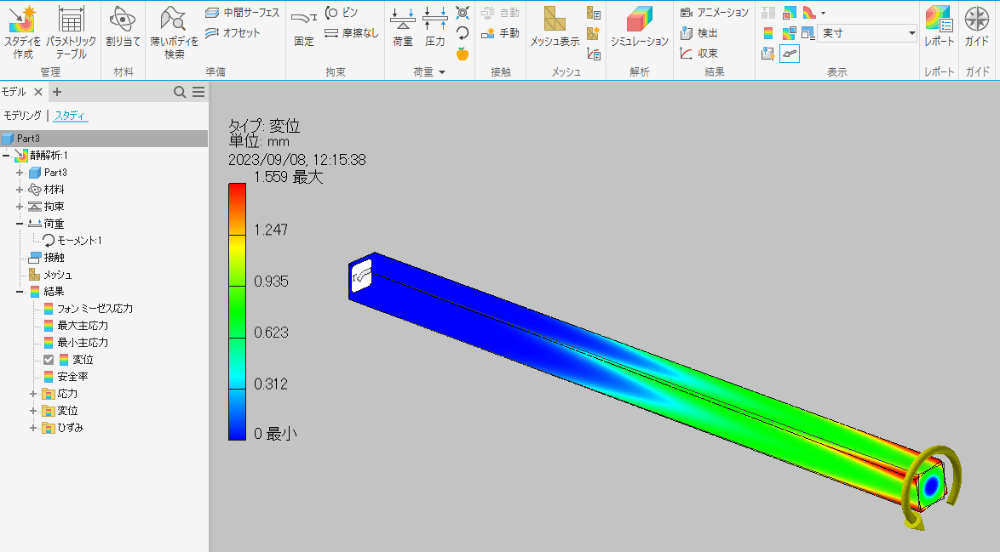 スタディを
作成
パラメトリック
テーブル
管理
割り当て
材料
薄いボディを
検索
中間サーフェス
オフセット
準備
固定
ピン
摩擦なし
拘束
荷重
圧力
荷重
自動
手動
接触
メッシュ表示
メッシュ
シミュレーション
解析
アニメーション
検出
収束
結果
実寸
表示
レポート
レポート
ガイド
ガイド
モデル
モデリング
スタディ
Part3
静解析:1
Part3
材料
拘束
荷重
モーメント:1
接触
メッシュ
結果
フォン ミーゼス応力
最大主応力
最小主応力
変位
安全率
応力
変位
ひずみ
タイプ: 変位
単位: mm
2023/09/08, 12:15:38
1.559 最大
1.247
0.935
0.623
0.312
0 最小